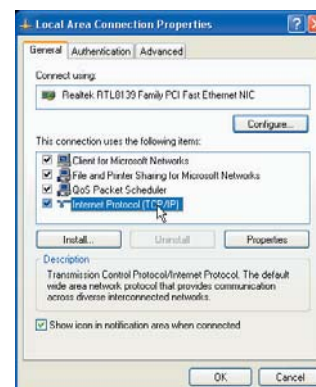 Local Area Connection Properties
General Authentication Advanced
Connect using:
Realtek RTL8139 Family PCI Fast Ethernet NIC
Configure...
This connection uses the following items:
Client for Microsoft Networks
File and Printer Sharing for Microsoft Networks
QoS Packet Scheduler
Internet Protocol (TCP/IP)
Install... Uninstall Properties
Description
Transmission Control Protocol/Internet Protocol. The default
wide area network protocol that provides communication
across diverse interconnected networks.
Show icon in notification area when connected
OK Cancel